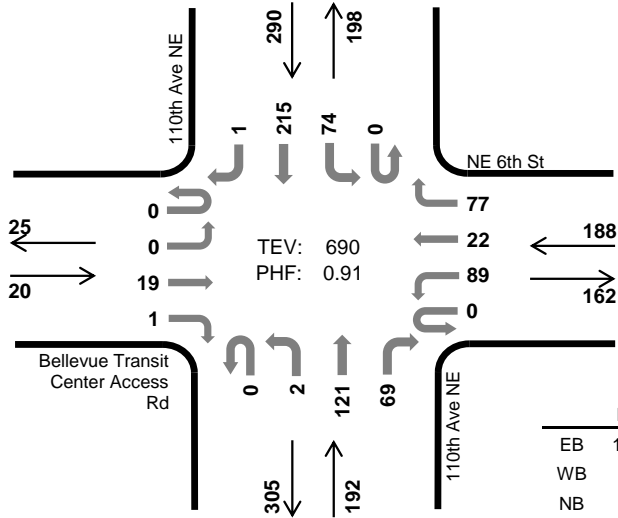 290
198
110th Ave NE
1
215
74
0
NE 6th St
0
77
25
0
TEV: 690
22
188
20
19
PHF: 0.91
89
162
1
0
Bellevue Transit
Center Access
Rd
0
2
121
69
110th Ave NE
EB 1
WB
NB
305
192